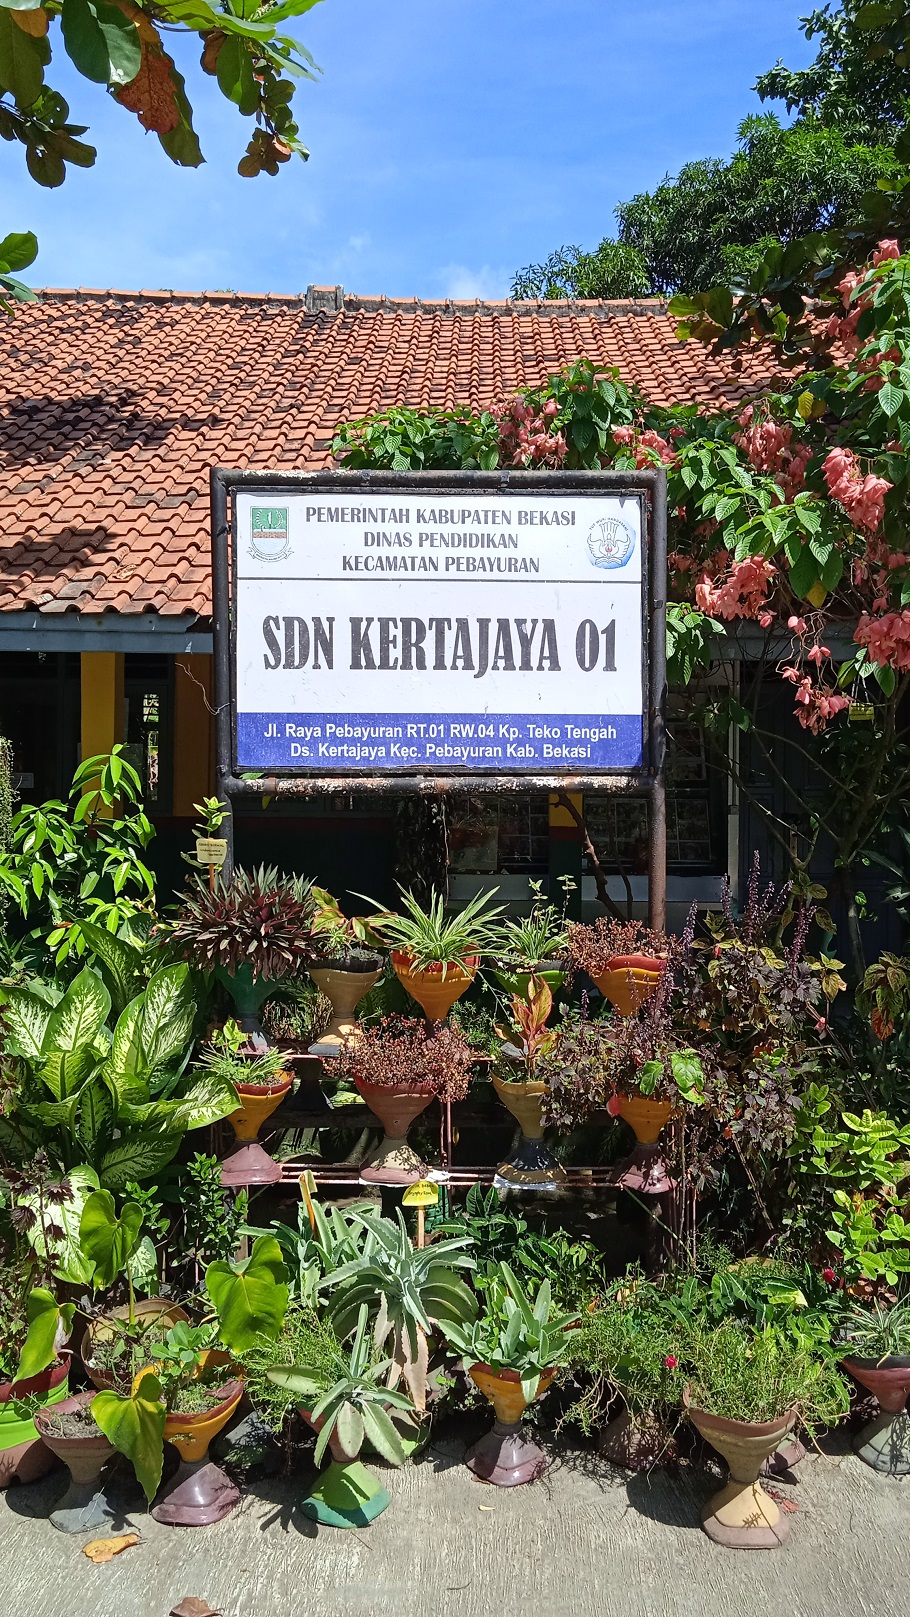 PEMERINTAH KABUPATEN BEKASI
DINAS PENDIDIKAN
KECAMATAN PEBAYURAN
SDN KERTAJAYA 01
Jl. Raya Pebayuran RT.01 RW.04 Kp. Teko Tengah
Ds. Kertajaya Kec. Pebayuran Kab. Bekasi